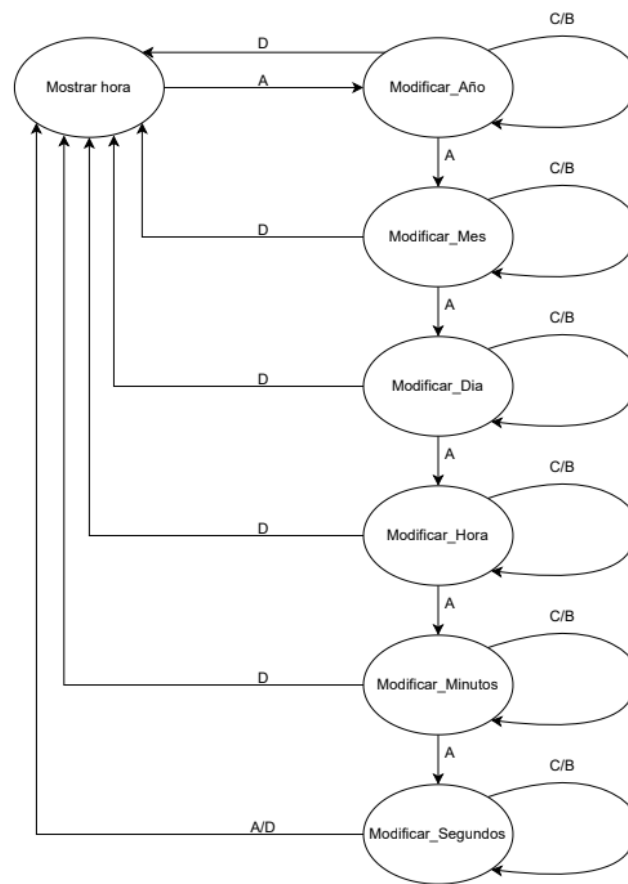 C/B
D
Mostrar hora
A
Modificar_Año
A
C/B
Modificar_Mes
D
A
C/B
Modificar_Dia
D
A
C/B
Modificar_Hora
D
A
C/B
Modificar_Minutos
D
A
C/B
Modificar_Segundos
A/D